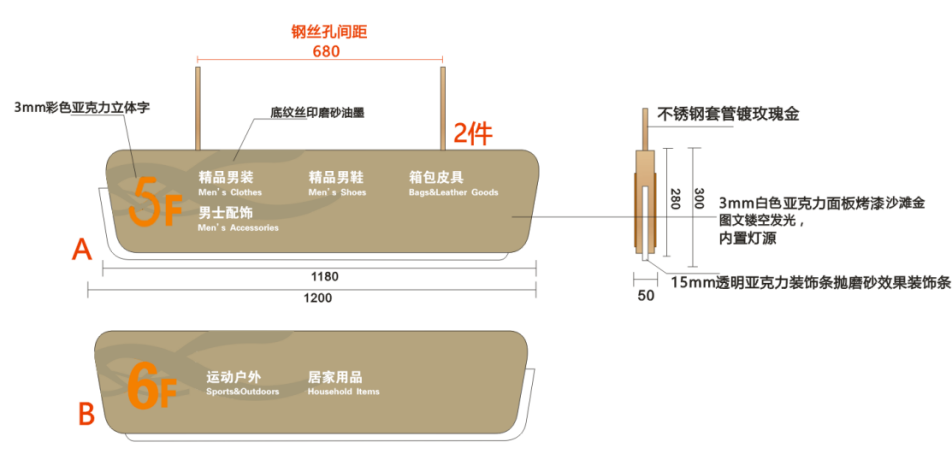 钢丝孔间距
680
3mm彩色亚克力立体字
底纹丝印磨砂油墨
2件
不锈钢套管镀玫瑰金
5F
精品男装
Men's Clothes
精品男鞋
Men's Shoes
箱包皮具
Bags&Leather Goods
男士配饰
Men's Accessories
280
300
3mm白色亚克力面板烤漆沙滩金
图文镂空发光，
内置灯源
A
1180
15mm透明亚克力装饰条抛磨砂效果装饰条
50
1200
6F
运动户外
Sports&Outdoors
居家用品
Household Items
B